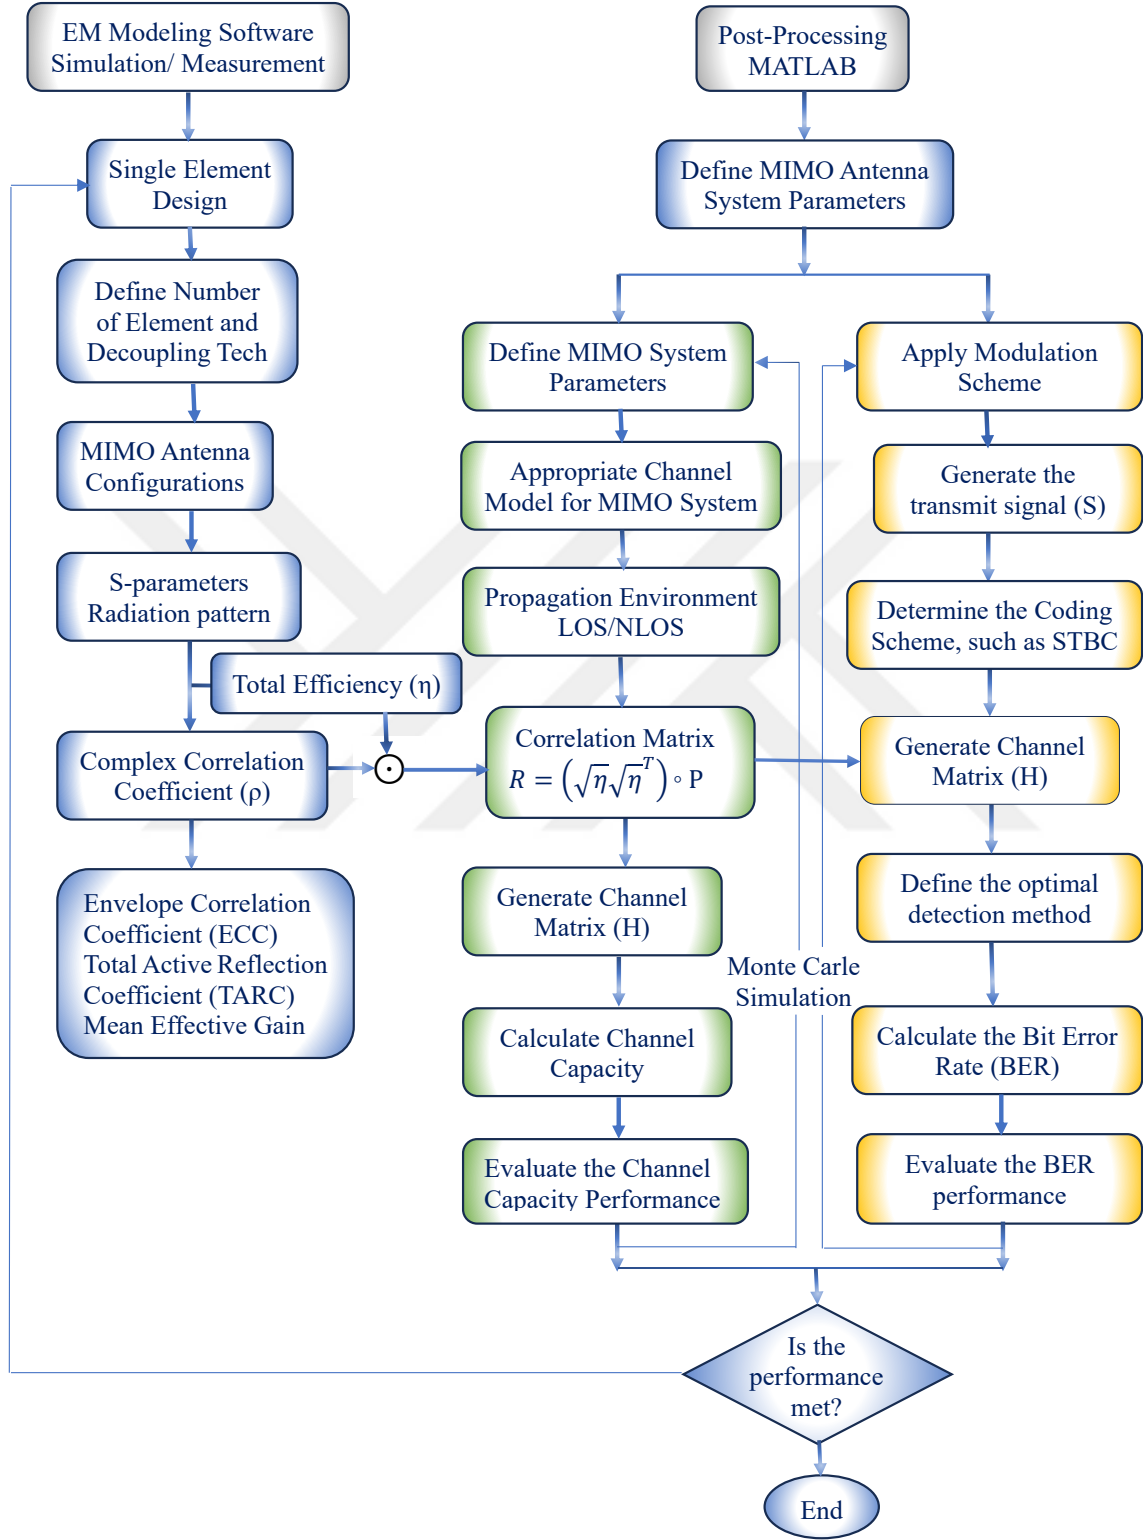 EM Modeling Software
Simulation/ Measurement
Single Element
Design
Define Number
of Element and
Decoupling Tech
MIMO Antenna
Configurations
S-parameters
Radiation pattern
Total Efficiency (η)
Complex Correlation
Coefficient (ρ)
Envelope Correlation
Coefficient (ECC)
Total Active Reflection
Coefficient (TARC)
Mean Effective Gain
Post-Processing
MATLAB
Define MIMO Antenna
System Parameters
Define MIMO System
Parameters
Appropriate Channel
Model for MIMO System
Propagation Environment
LOS/NLOS
Correlation Matrix
R = (√η√η^T) ∘ P
Generate Channel
Matrix (H)
Calculate Channel
Capacity
Evaluate the Channel
Capacity Performance
Monte Carle
Simulation
Apply Modulation
Scheme
Generate the
transmit signal (S)
Determine the Coding
Scheme, such as STBC
Generate Channel
Matrix (H)
Define the optimal
detection method
Calculate the Bit Error
Rate (BER)
Evaluate the BER
performance
Is the
performance
met?
End